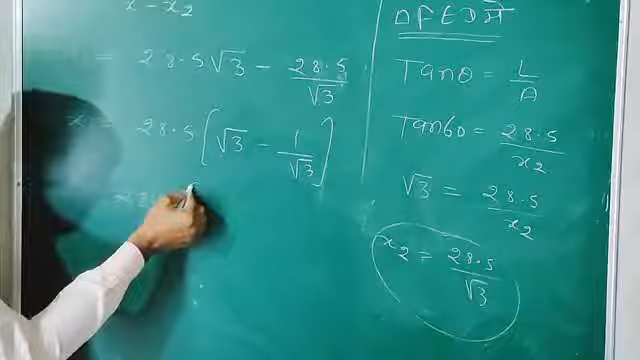 x - x₂
= 28.5√3 - 28.5/√3
x = 28.5[√3 - 1/√3]
ΔFED में
Tanθ = L/A
Tan60 = 28.5/x₂
√3 = 28.5/x₂
x₂ = 28.5/√3